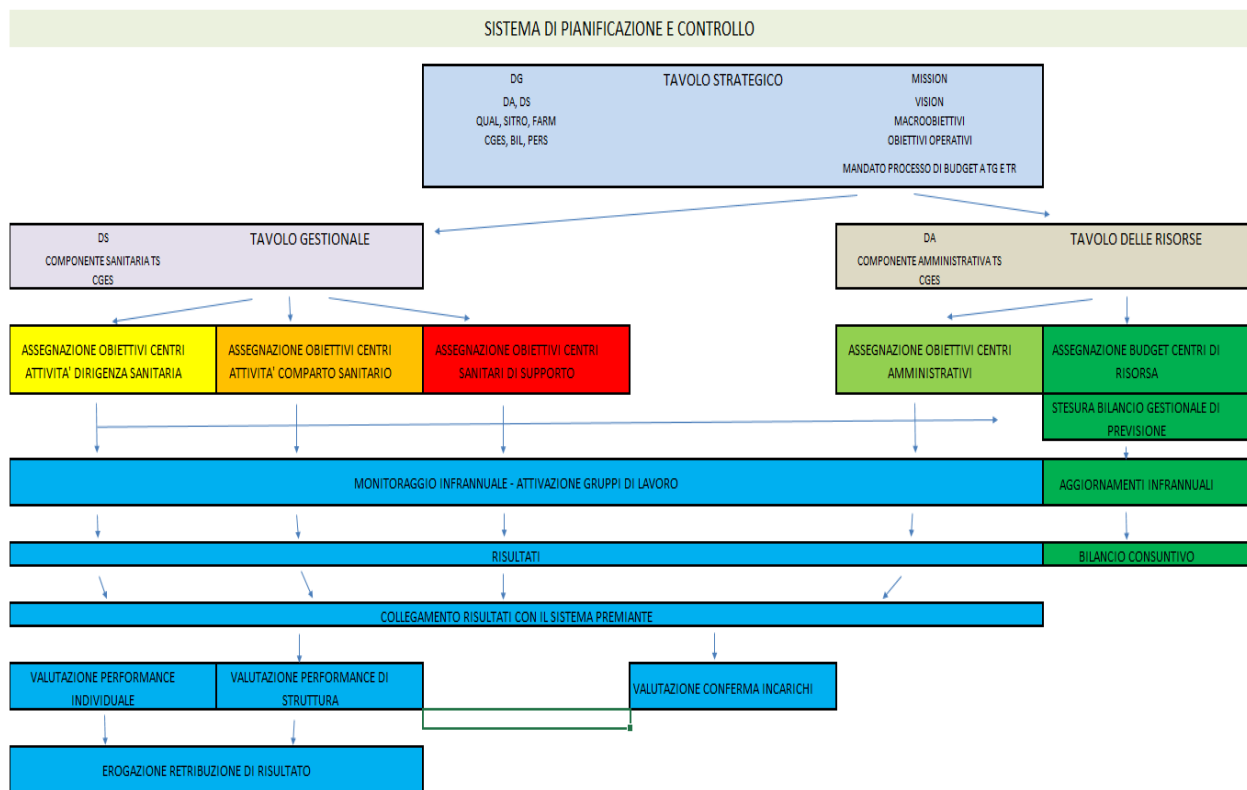 SISTEMA DI PIANIFICAZIONE E CONTROLLO
DG
TAVOLO STRATEGICO
MISSION
DA, DS
VISION
QUAL, SITRO, FARM
MACROOBIETTIVI
CGES, BIL, PERS
OBIETTIVI OPERATIVI
MANDATO PROCESSO DI BUDGET A TG E TR
DS
TAVOLO GESTIONALE
COMPONENTE SANITARIA TS
CGES
DA
TAVOLO DELLE RISORSE
COMPONENTE AMMINISTRATIVA TS
CGES
ASSEGNAZIONE OBIETTIVI CENTRI
ATTIVITA' DIRIGENZA SANITARIA
ASSEGNAZIONE OBIETTIVI CENTRI
ATTIVITA' COMPARTO SANITARIO
ASSEGNAZIONE OBIETTIVI CENTRI
SANITARI DI SUPPORTO
ASSEGNAZIONE OBIETTIVI CENTRI
AMMINISTRATIVI
ASSEGNAZIONE BUDGET CENTRI DI
RISORSA
STESURA BILANCIO GESTIONALE DI
PREVISIONE
MONITORAGGIO INFRANNUALE - ATTIVAZIONE GRUPPI DI LAVORO
AGGIORNAMENTI INFRANNUALI
RISULTATI
BILANCIO CONSUNTIVO
COLLEGAMENTO RISULTATI CON IL SISTEMA PREMIANTE
VALUTAZIONE PERFORMANCE
INDIVIDUALE
VALUTAZIONE PERFORMANCE DI
STRUTTURA
VALUTAZIONE CONFERMA INCARICHI
EROGAZIONE RETRIBUZIONE DI RISULTATO